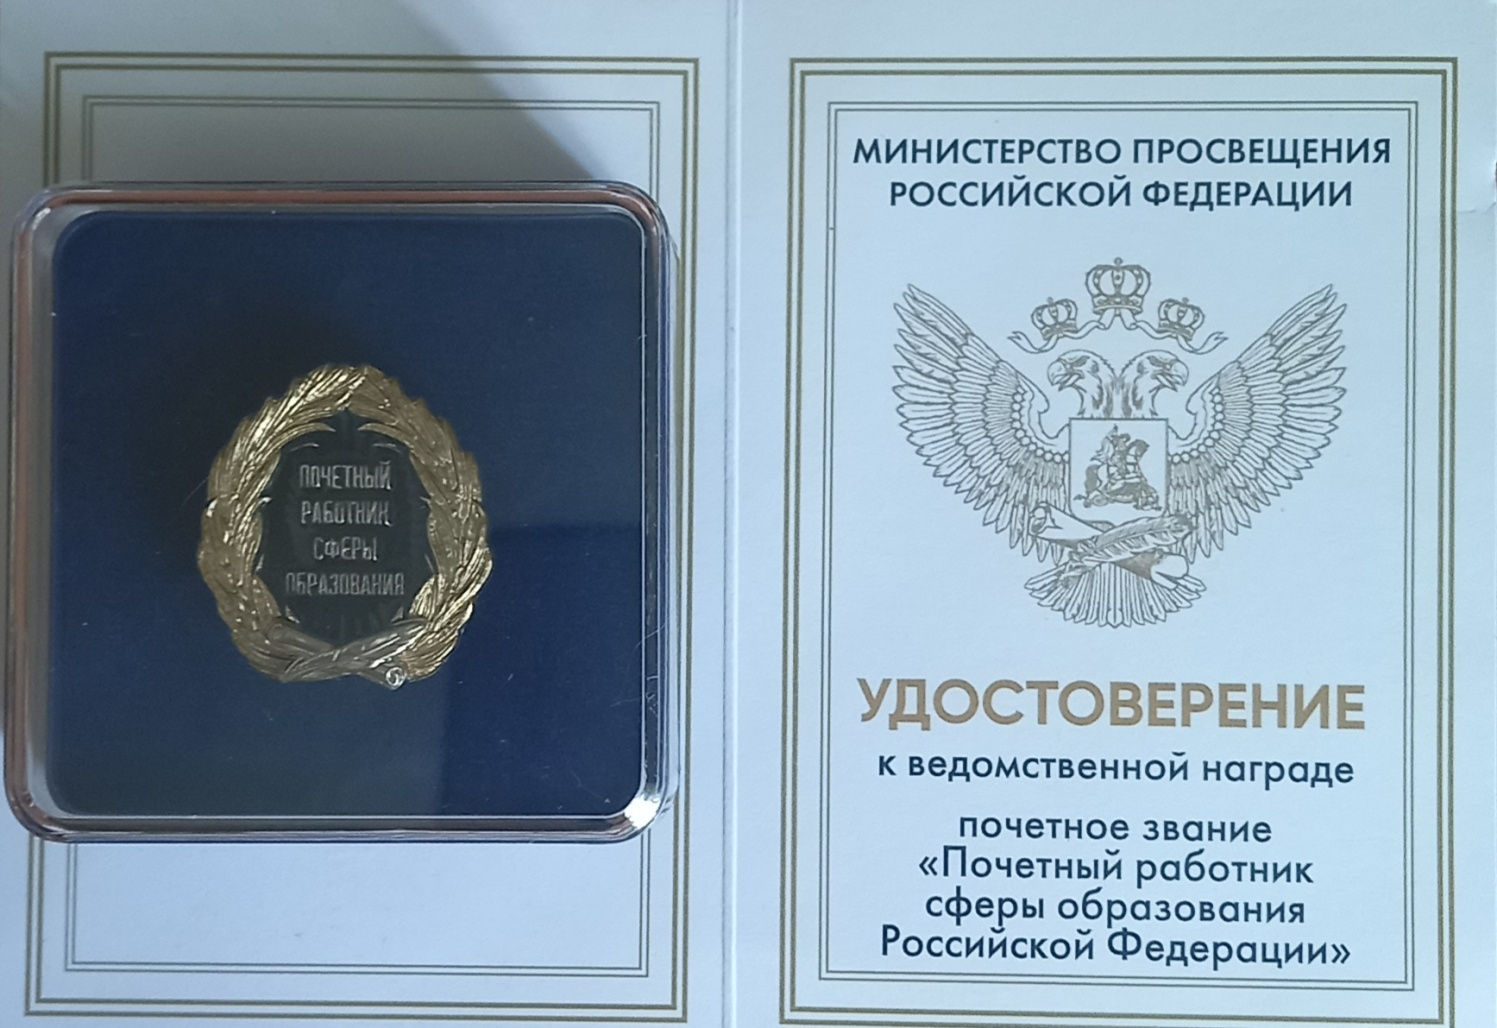 ПОЧЕТНЫЙ
РАБОТНИК
СФЕРЫ
ОБРАЗОВАНИЯ
МИНИСТЕРСТВО ПРОСВЕЩЕНИЯ
РОССИЙСКОЙ ФЕДЕРАЦИИ
УДОСТОВЕРЕНИЕ
к ведомственной награде
почетное звание
«Почетный работник
сферы образования
Российской Федерации»